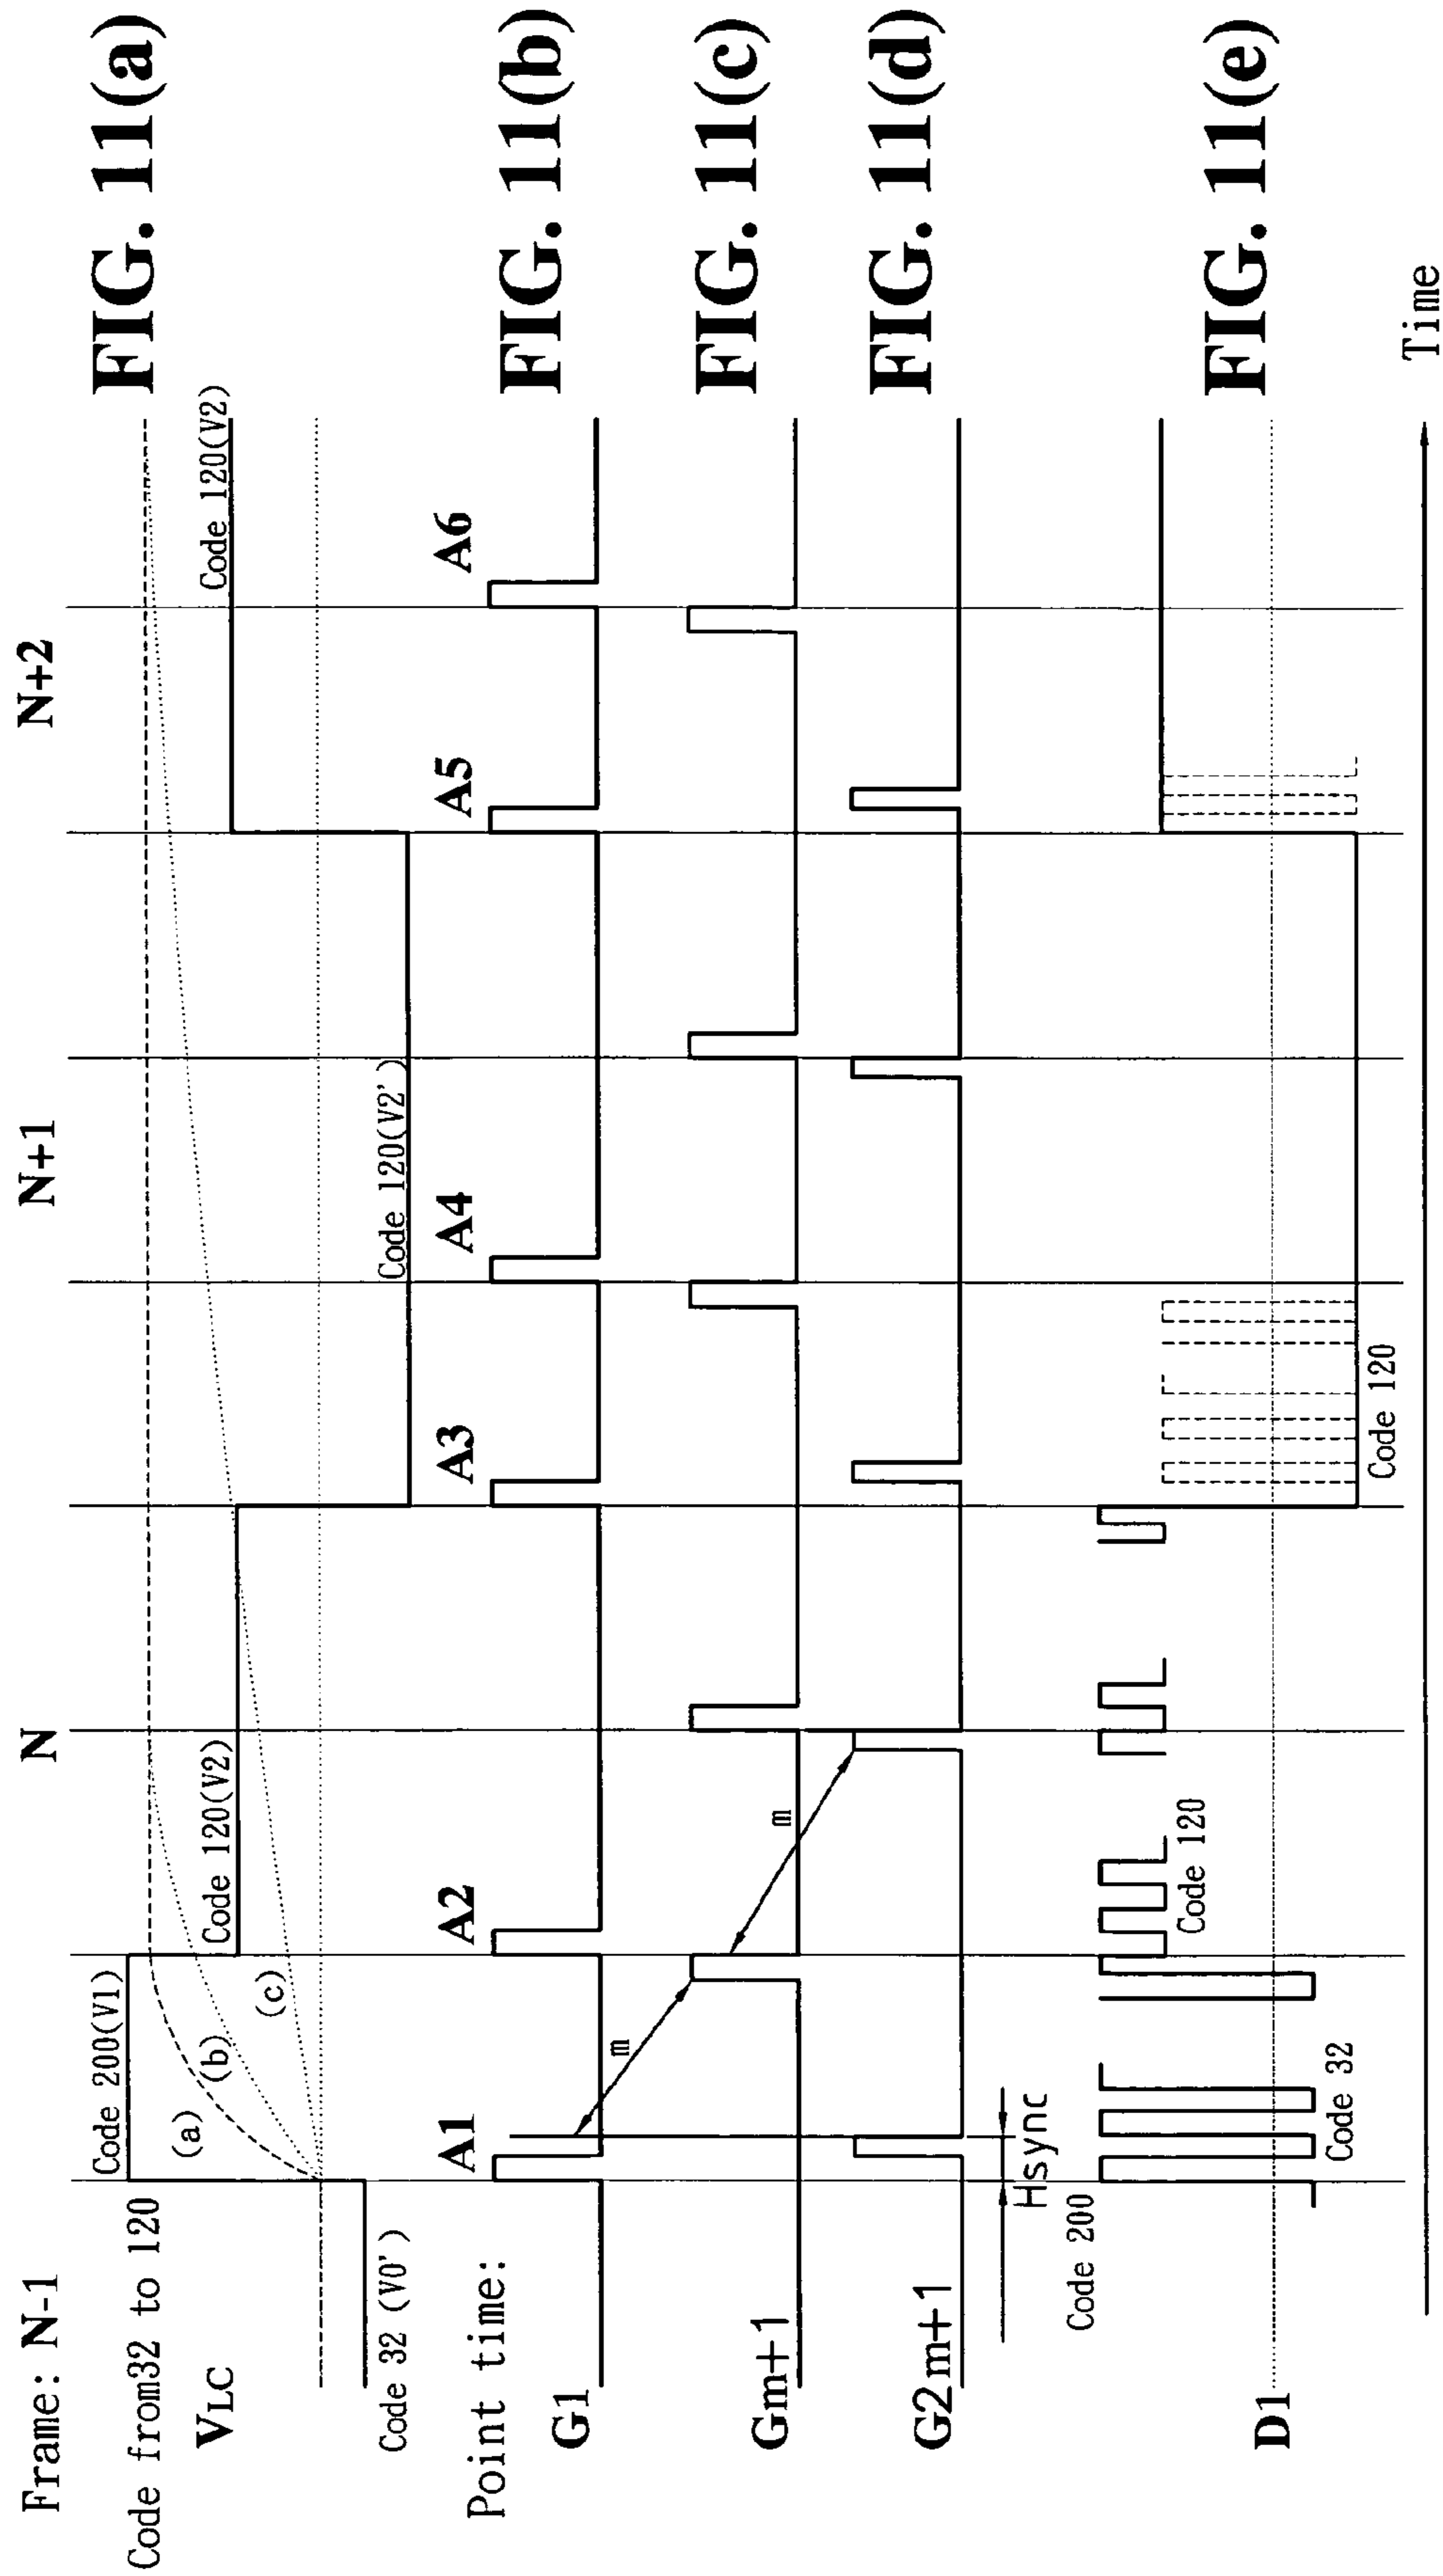 Frame: N-1
N
N+1
N+2
Code from32 to 120
VLC
Code 200(V1)
(a)
(b)
(c)
Code 120(V2)
Code 120(V2')
Code 120(V2)
Code 32 (V0')
FIG. 11(a)
Point time:
A1
A2
A3
A4
A5
A6
G1
m
FIG. 11(b)
Gm+1
m
FIG. 11(c)
G2m+1
FIG. 11(d)
Hsync
Code 200
Code 120
D1
Code 32
Code 120
FIG. 11(e)
Time